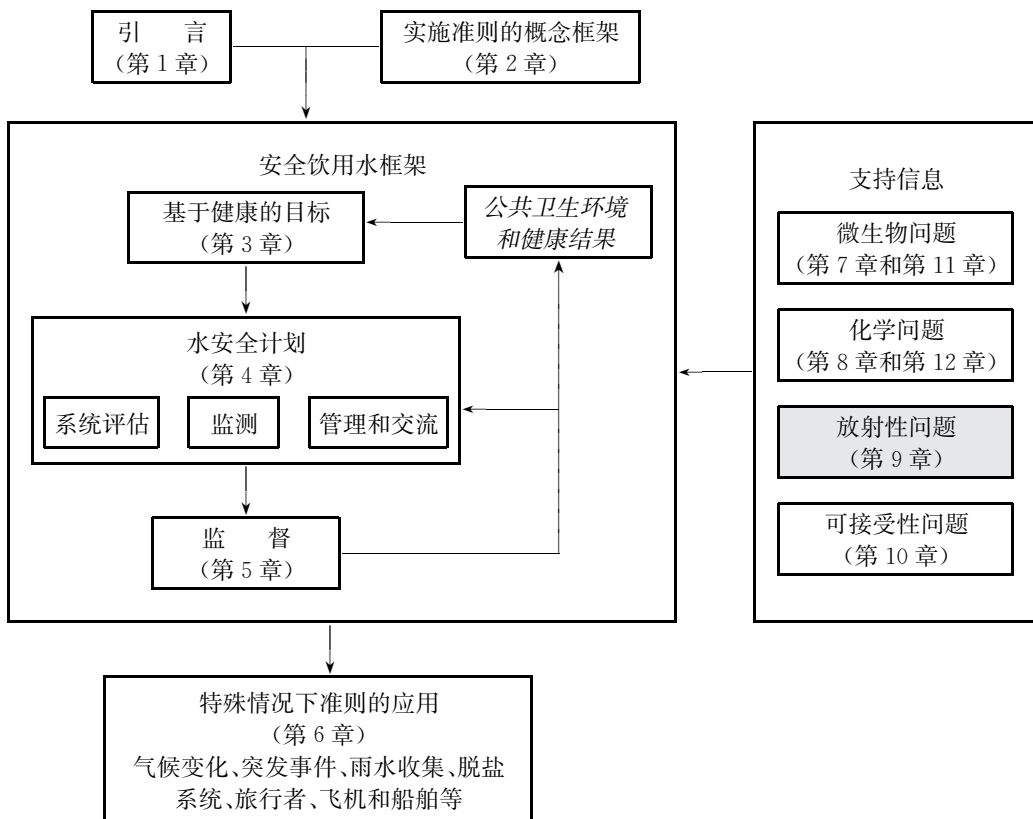 引　　言
（第 1 章）
实施准则的概念框架
（第 2 章）
安全饮用水框架
基于健康的目标
（第 3 章）
公共卫生环境
和健康结果
水安全计划
（第 4 章）
系统评估
监测
管理和交流
监　　督
（第 5 章）
支持信息
微生物问题
（第 7 章和第 11 章）
化学问题
（第 8 章和第 12 章）
放射性问题
（第 9 章）
可接受性问题
（第 10 章）
特殊情况下准则的应用
（第 6 章）
气候变化、突发事件、雨水收集、脱盐
系统、旅行者、飞机和船舶等